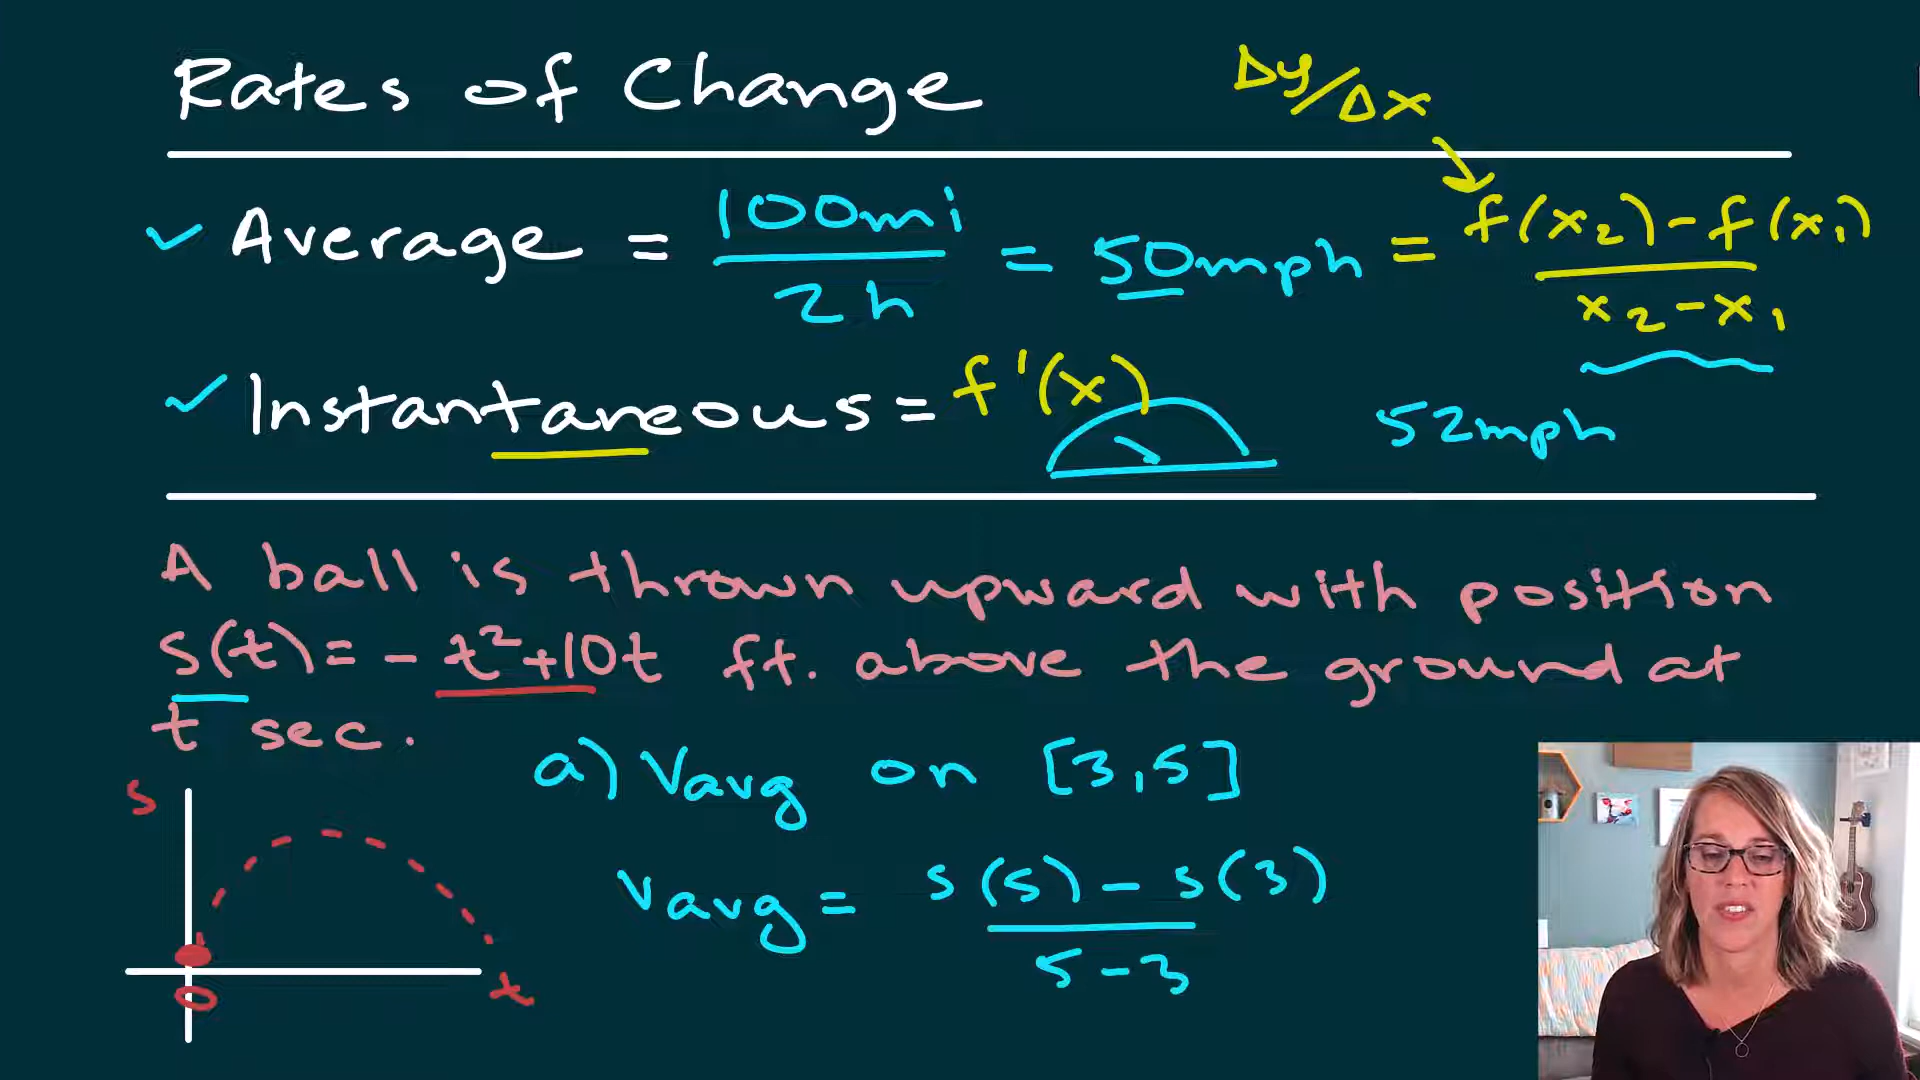 Rates of Change
Δy/Δx
✓ Average = 100mi / 2h = 50mph = f(x₂)-f(x₁) / x₂-x₁
✓ Instantaneous = f'(x) 52mph
A ball is thrown upward with position
s(t)= -t²+10t ft. above the ground at
t sec.
a) Vavg on [3,5]
Vavg = s(5)-s(3) / 5-3
s
0
t